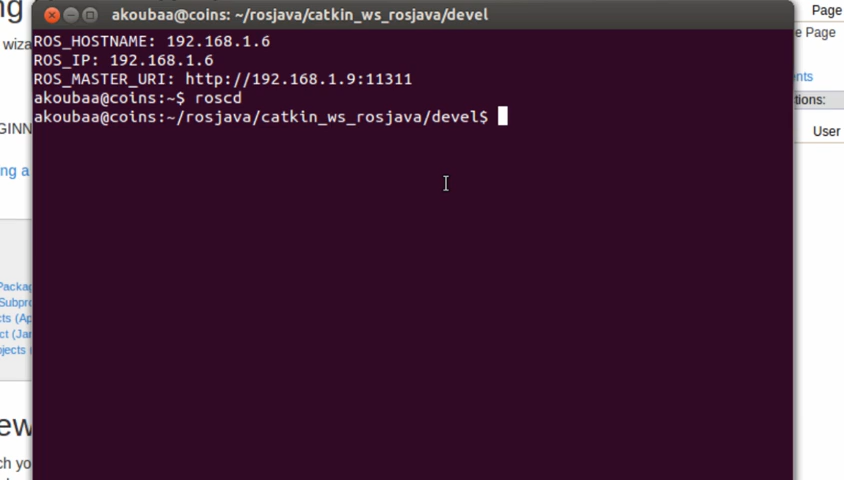 ng
akoubaa@coins: ~/rosjava/catkin_ws_rosjava/devel
Page
wiza
e Page
ROS_HOSTNAME: 192.168.1.6
ROS_IP: 192.168.1.6
ROS_MASTER_URI: http://192.168.1.9:11311
nts
akoubaa@coins:~$ roscd
tions:
akoubaa@coins:~/rosjava/catkin_ws_rosjava/devel$
GINN
User
ng a
Packag
Subpro
cts (Ap
ct (Jar
ojects (
ew
ch yo